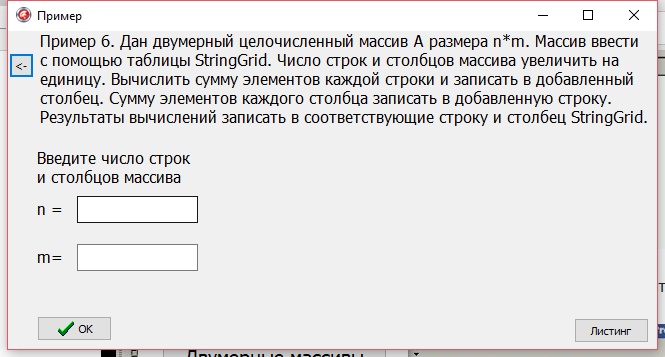 Пример
Пример 6. Дан двумерный целочисленный массив А размера n*m. Массив ввести
<-
с помощью таблицы StringGrid. Число строк и столбцов массива увеличить на
единицу. Вычислить сумму элементов каждой строки и записать в добавленный
столбец. Сумму элементов каждого столбца записать в добавленную строку.
Результаты вычислений записать в соответствующие строку и столбец StringGrid.
Введите число строк
и столбцов массива
n =
m=
OK
Листинг